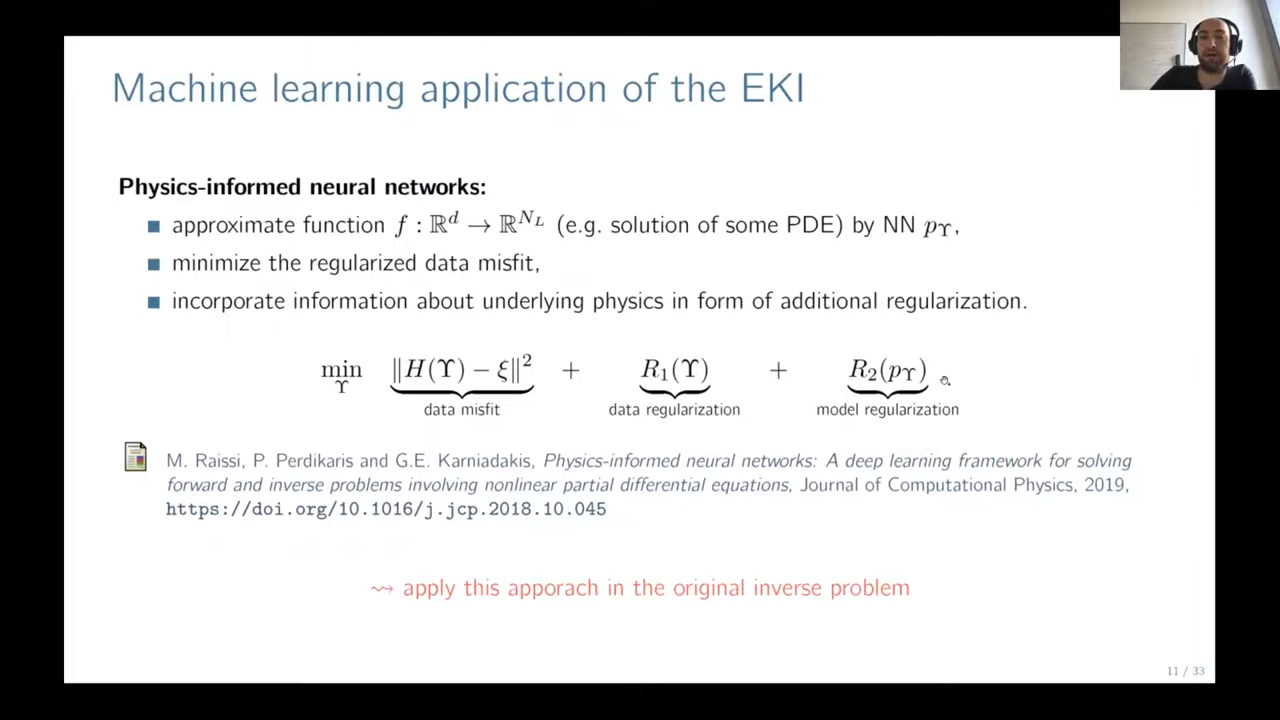 Machine learning application of the EKI
Physics-informed neural networks:
approximate function f : ℝ^d → ℝ^{N_L} (e.g. solution of some PDE) by NN p_ϒ,
minimize the regularized data misfit,
incorporate information about underlying physics in form of additional regularization.
min_ϒ ‖H(ϒ) − ξ‖² + R₁(ϒ) + R₂(p_ϒ)
data misfit data regularization model regularization
M. Raissi, P. Perdikaris and G.E. Karniadakis, Physics-informed neural networks: A deep learning framework for solving
forward and inverse problems involving nonlinear partial differential equations, Journal of Computational Physics, 2019,
https://doi.org/10.1016/j.jcp.2018.10.045
⇝ apply this apporach in the original inverse problem
11 / 33